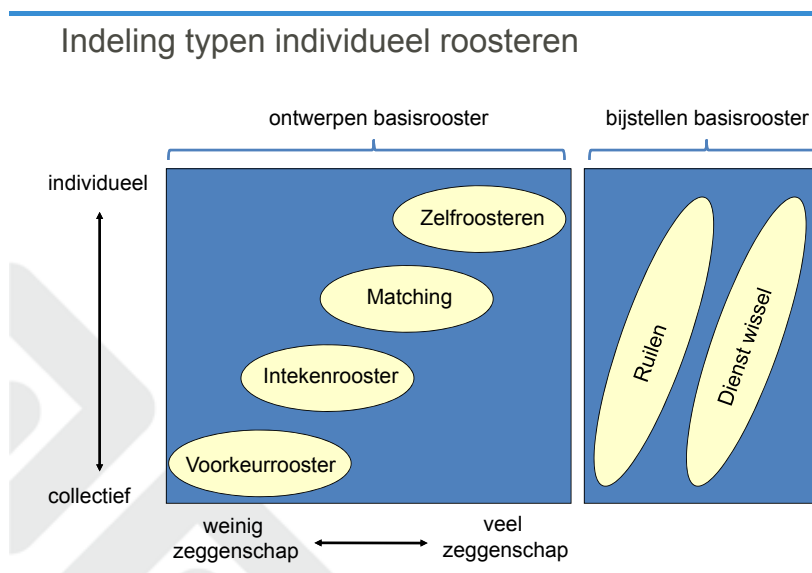 Indeling typen individueel roosteren
ontwerpen basisrooster
bijstellen basisrooster
individueel
Zelfroosteren
Matching
Intekenrooster
Voorkeurrooster
Ruilen
Dienst wissel
collectief
weinig
zeggenschap
veel
zeggenschap